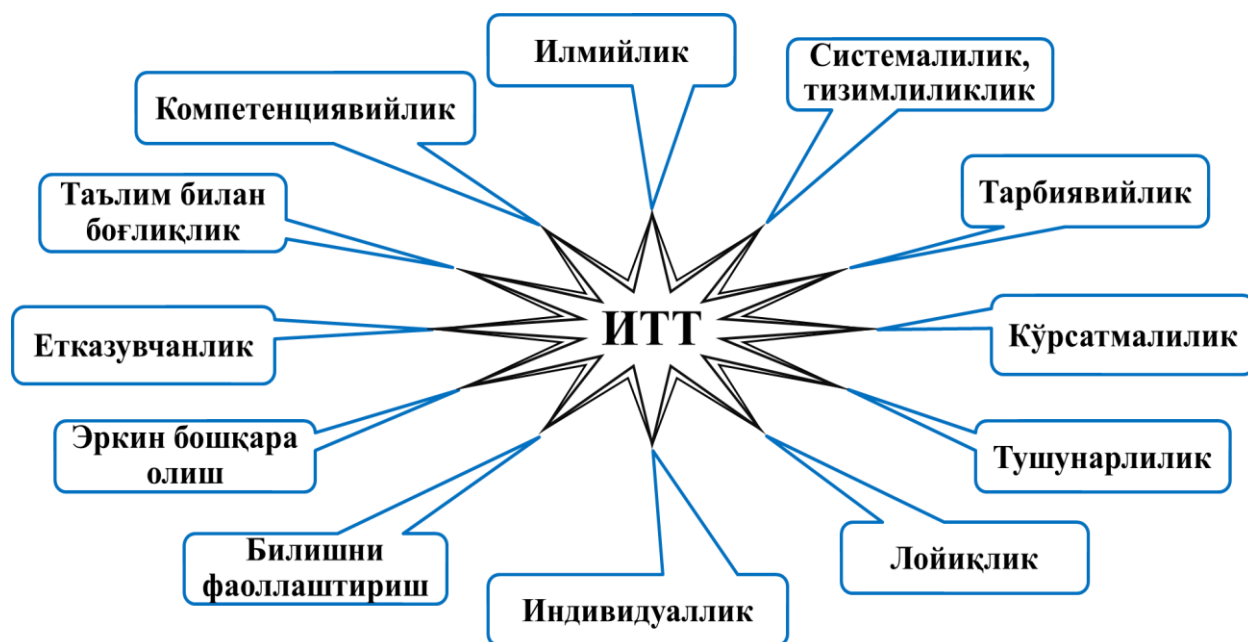 Илмийлик
Системалилик,
тизимлиликлик
Компетенциявийлик
Таълим билан
боғлиқлик
Тарбиявийлик
Етказувчанлик
ИТТ
Кўрсатмалилик
Эркин бошқара
олиш
Тушунарлилик
Билишни
фаоллаштириш
Индивидуаллик
Лойиқлик